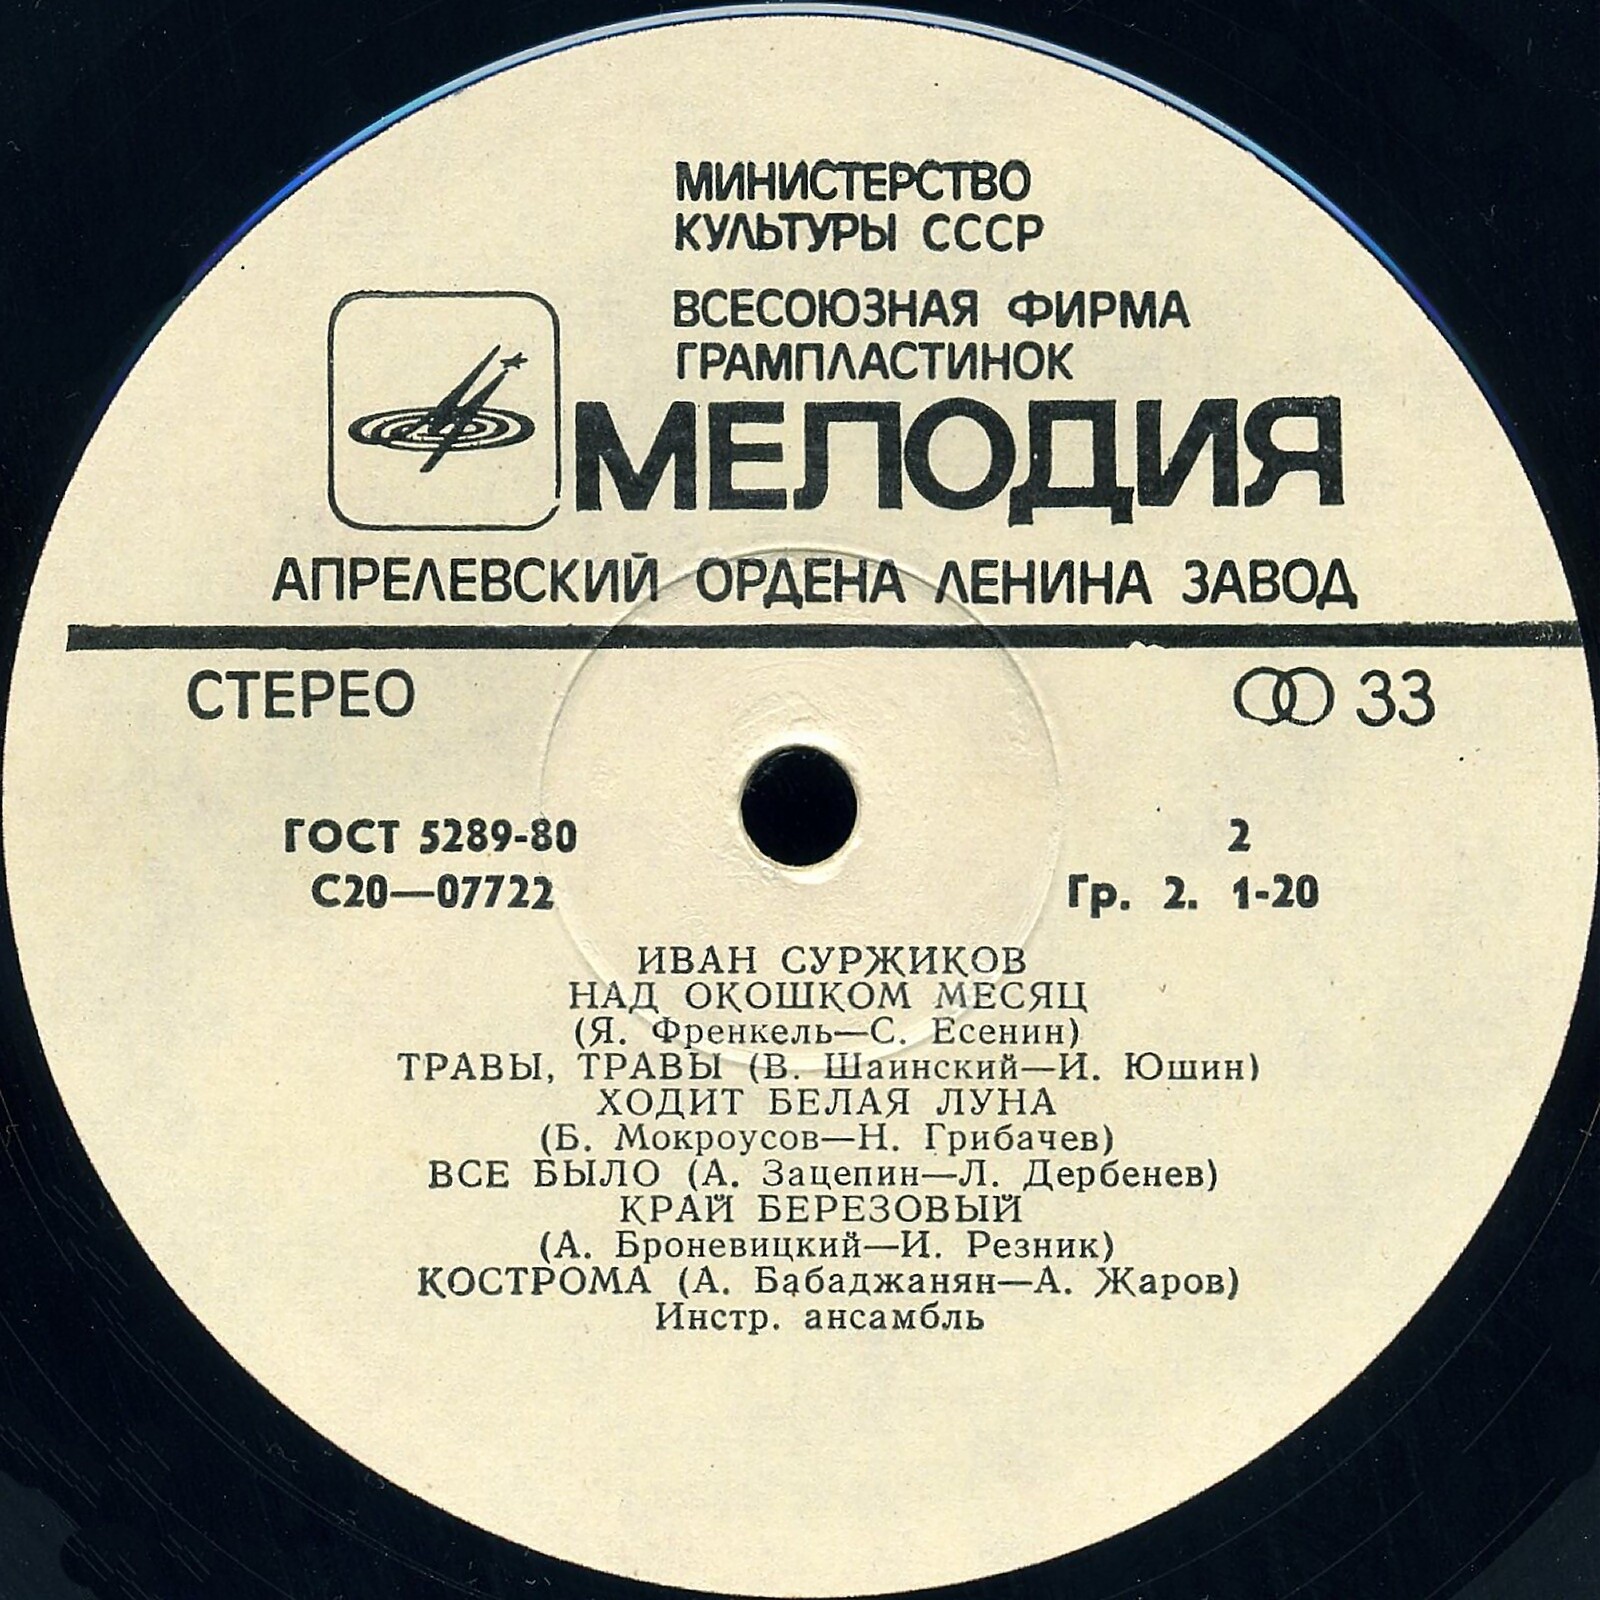 МИНИСТЕРСТВО
КУЛЬТУРЫ СССР
ВСЕСОЮЗНАЯ ФИРМА
ГРАМПЛАСТИНОК
МЕЛОДИЯ
АПРЕЛЕВСКИЙ ОРДЕНА ЛЕНИНА ЗАВОД
СТЕРЕО 33
ГОСТ 5289-80 2
С20—07722 Гр. 2. 1-20
ИВАН СУРЖИКОВ
НАД ОКОШКОМ МЕСЯЦ
(Я. Френкель—С. Есенин)
ТРАВЫ, ТРАВЫ (В. Шаинский—И. Юшин)
ХОДИТ БЕЛАЯ ЛУНА
(Б. Мокроусов—Н. Грибачев)
ВСЕ БЫЛО (А. Зацепин—Л. Дербенев)
КРАЙ БЕРЕЗОВЫЙ
(А. Броневицкий—И. Резник)
КОСТРОМА (А. Бабаджанян—А. Жаров)
Инстр. ансамбль